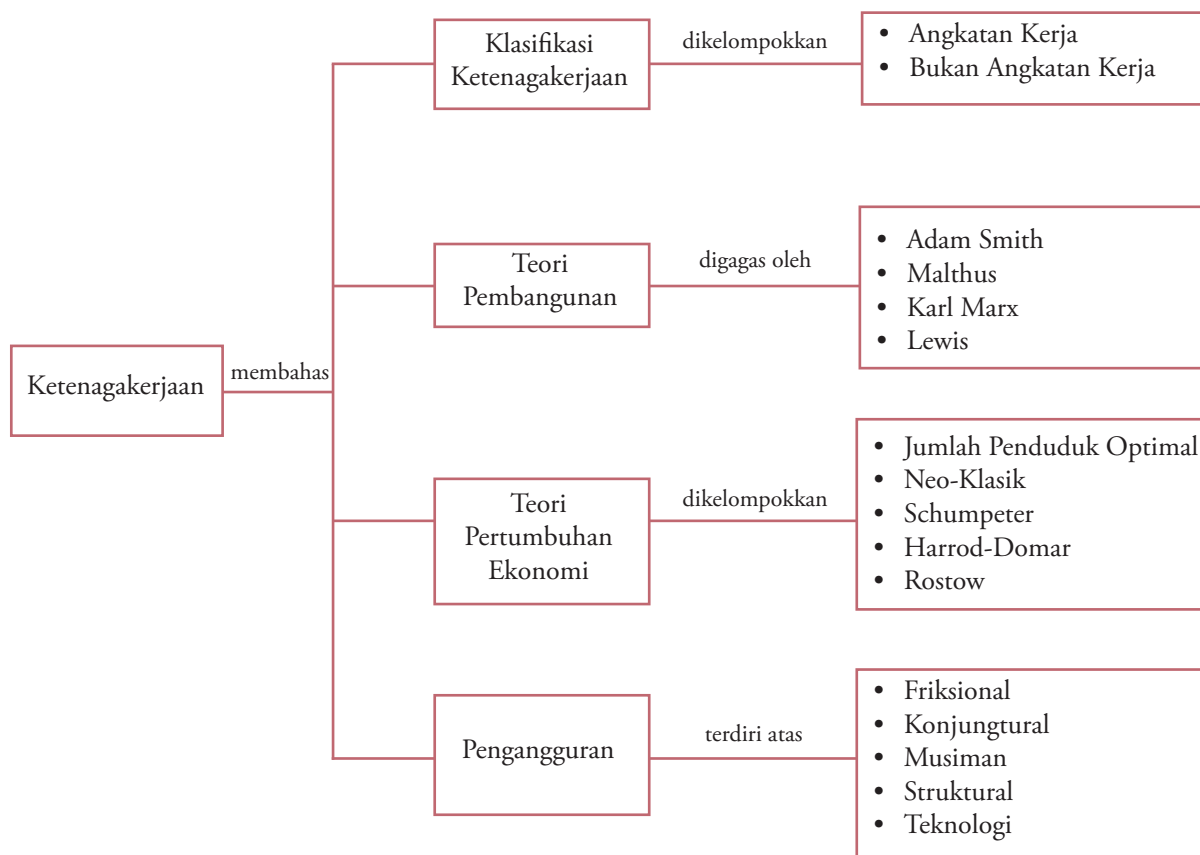 Ketenagakerjaan
membahas
Klasifikasi
Ketenagakerjaan
dikelompokkan
• Angkatan Kerja
• Bukan Angkatan Kerja
Teori
Pembangunan
digagas oleh
• Adam Smith
• Malthus
• Karl Marx
• Lewis
Teori
Pertumbuhan
Ekonomi
dikelompokkan
• Jumlah Penduduk Optimal
• Neo-Klasik
• Schumpeter
• Harrod-Domar
• Rostow
Pengangguran
terdiri atas
• Friksional
• Konjungtural
• Musiman
• Struktural
• Teknologi